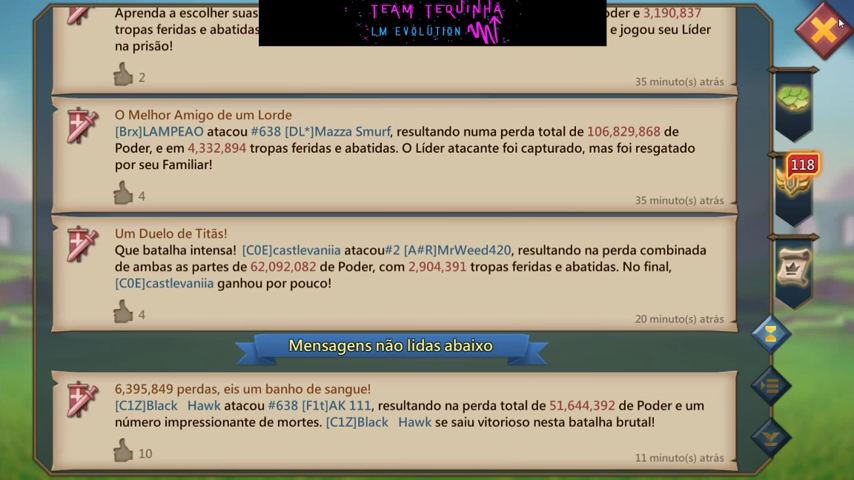 TEAM TEQUINHA
LM EVOLUTION
Aprenda a escolher suas
oder e 3,190,837
tropas feridas e abatidas
e jogou seu Líder
na prisão!
2
35 minuto(s) atrás
O Melhor Amigo de um Lorde
[Brx]LAMPEAO atacou #638 [DL*]Mazza Smurf, resultando numa perda total de 106,829,868 de
Poder, e em 4,332,894 tropas feridas e abatidas. O Líder atacante foi capturado, mas foi resgatado
por seu Familiar!
4
35 minuto(s) atrás
118
Um Duelo de Titãs!
Que batalha intensa! [C0E]castlevaniia atacou#2 [A#R]MrWeed420, resultando na perda combinada
de ambas as partes de 62,092,082 de Poder, com 2,904,391 tropas feridas e abatidas. No final,
[C0E]castlevaniia ganhou por pouco!
4
20 minuto(s) atrás
Mensagens não lidas abaixo
6,395,849 perdas, eis um banho de sangue!
[C1Z]Black Hawk atacou #638 [F1t]AK 111, resultando na perda total de 51,644,392 de Poder e um
número impressionante de mortes. [C1Z]Black Hawk se saiu vitorioso nesta batalha brutal!
10
11 minuto(s) atrás